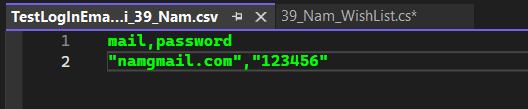 TestLogInEma...i_39_Nam.csv 39_Nam_WishList.cs*
1 mail,password
2 "namgmail.com","123456"